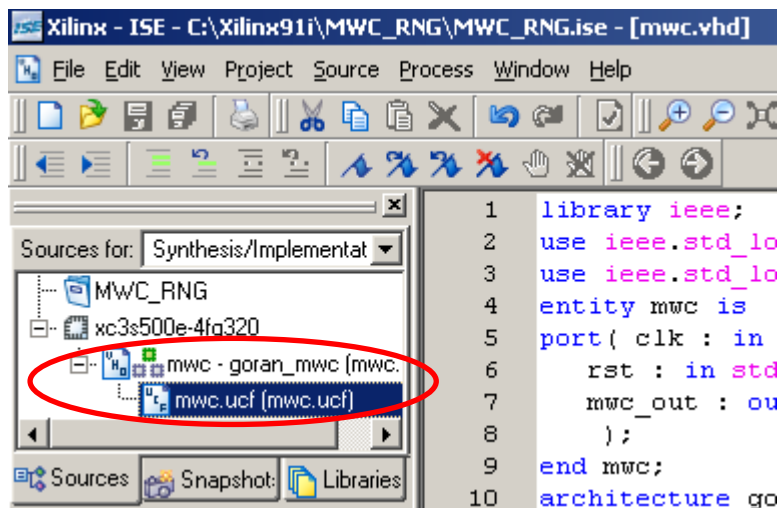 Xilinx - ISE - C:\Xilinx91i\MWC_RNG\MWC_RNG.ise - [mwc.vhd]
File Edit View Project Source Process Window Help
Sources for: Synthesis/Implementat
MWC_RNG
xc3s500e-4fg320
mwc - goran_mwc (mwc.
mwc.ucf (mwc.ucf)
Sources Snapshot Libraries
1 library ieee;
2 use ieee.std_lo
3 use ieee.std_lo
4 entity mwc is
5 port( clk : in
6 rst : in std
7 mwc_out : ou
8 );
9 end mwc;
10 architecture go